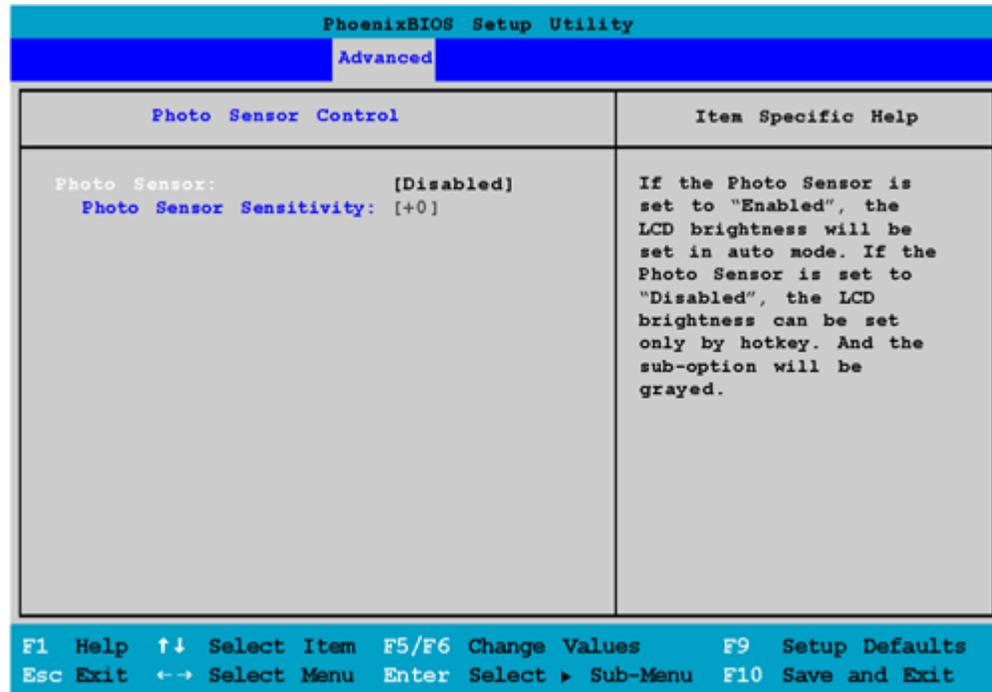 PhoenixBIOS Setup Utility
Advanced
Photo Sensor Control
Item Specific Help
Photo Sensor: [Disabled]
Photo Sensor Sensitivity: [+0]
If the Photo Sensor is
set to “Enabled”, the
LCD brightness will be
set in auto mode. If the
Photo Sensor is set to
“Disabled”, the LCD
brightness can be set
only by hotkey. And the
sub-option will be
grayed.
F1 Help ↑↓ Select Item F5/F6 Change Values F9 Setup Defaults
Esc Exit ←→ Select Menu Enter Select ▸ Sub-Menu F10 Save and Exit